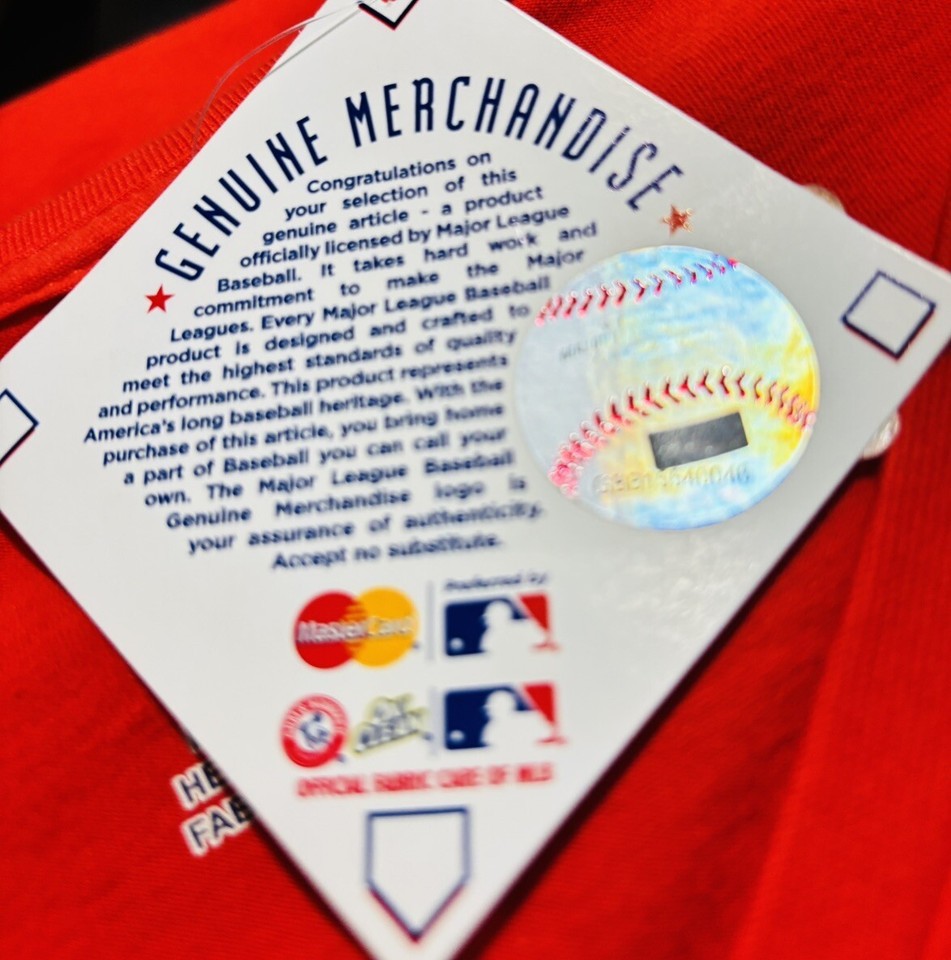 GENUINE MERCHANDISE
Congratulations on
your selection of this
genuine article - a product
officially licensed by Major League
Baseball. It takes hard work and
commitment to make the Major
Leagues. Every Major League Baseball
product is designed and crafted to
meet the highest standards of quality
and performance. This product represents
America's long baseball heritage. With the
purchase of this article, you bring home
a part of Baseball you can call your
own. The Major League Baseball
Genuine Merchandise logo is
your assurance of authenticity.
Accept no substitute.
Preferred by
MasterCard
OFFICIAL FABRIC CARE OF MLB
HE
FAB